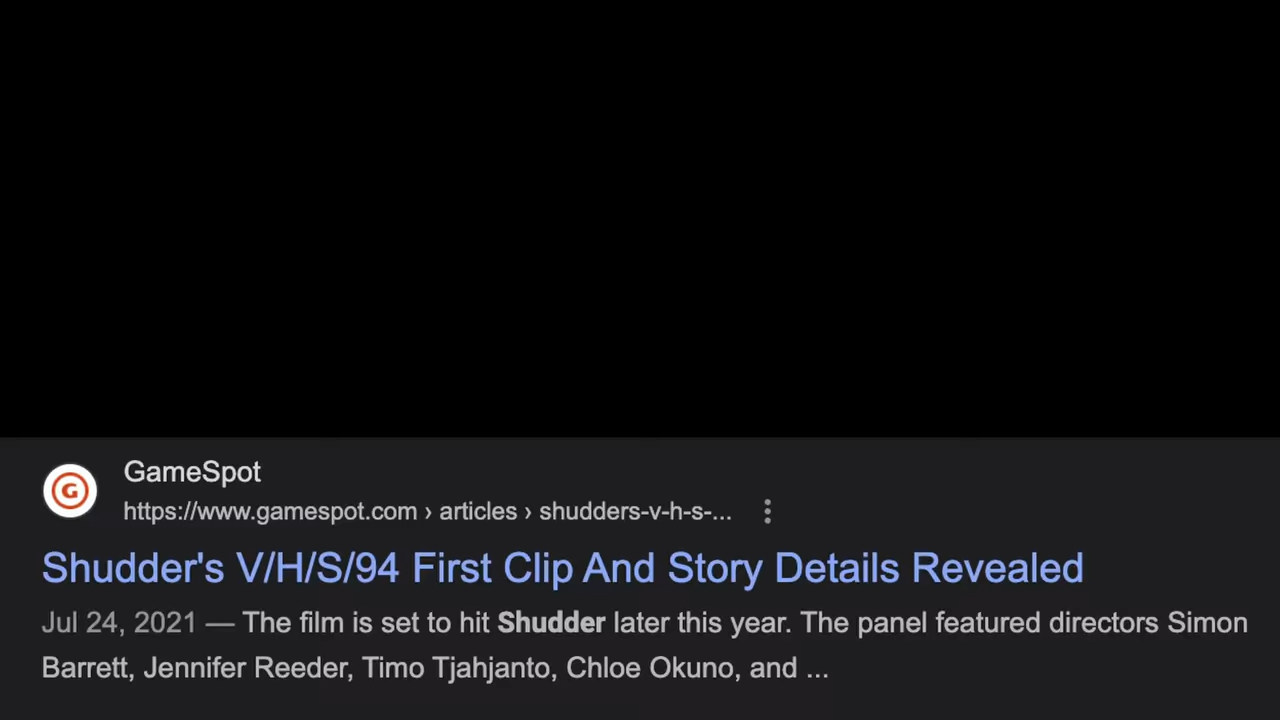 GameSpot
https://www.gamespot.com › articles › shudders-v-h-s-...
Shudder's V/H/S/94 First Clip And Story Details Revealed
Jul 24, 2021 — The film is set to hit Shudder later this year. The panel featured directors Simon
Barrett, Jennifer Reeder, Timo Tjahjanto, Chloe Okuno, and ...